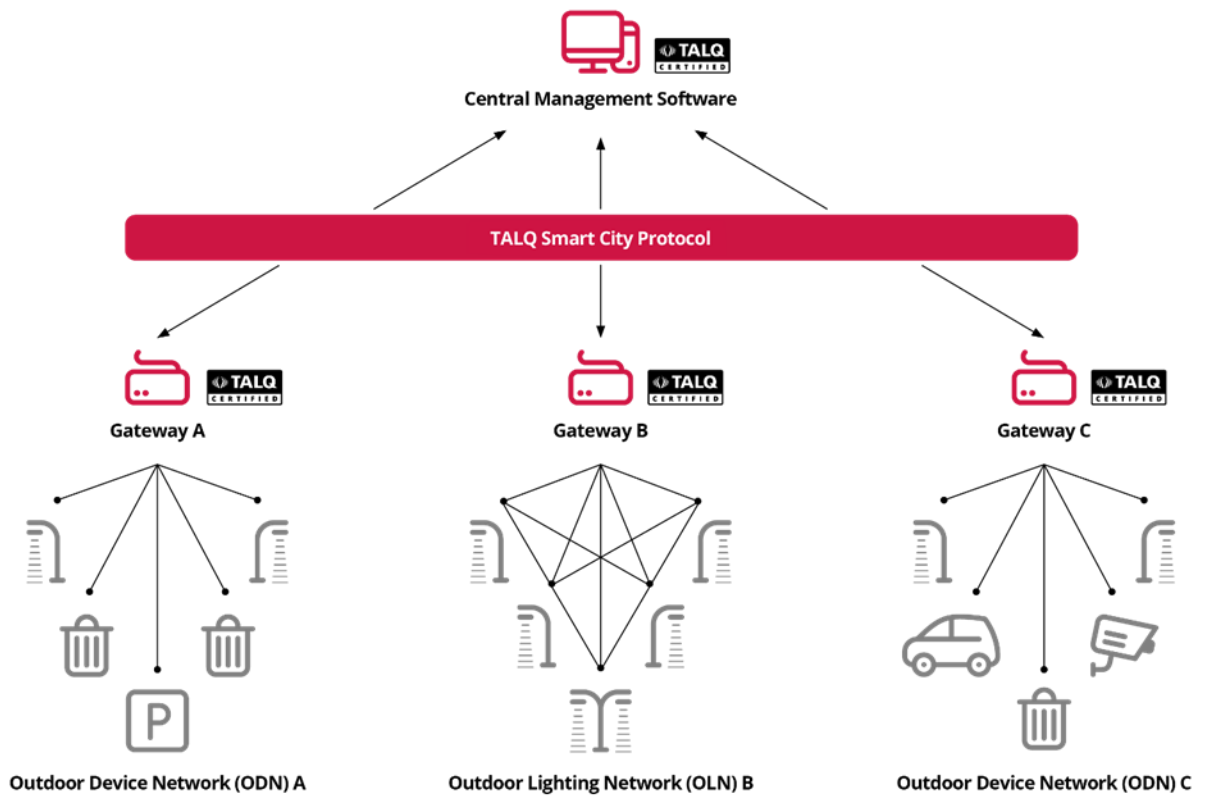 TALQ
CERTIFIED
Central Management Software
TALQ Smart City Protocol
TALQ
CERTIFIED
TALQ
CERTIFIED
TALQ
CERTIFIED
Gateway A
Gateway B
Gateway C
P
Outdoor Device Network (ODN) A
Outdoor Lighting Network (OLN) B
Outdoor Device Network (ODN) C